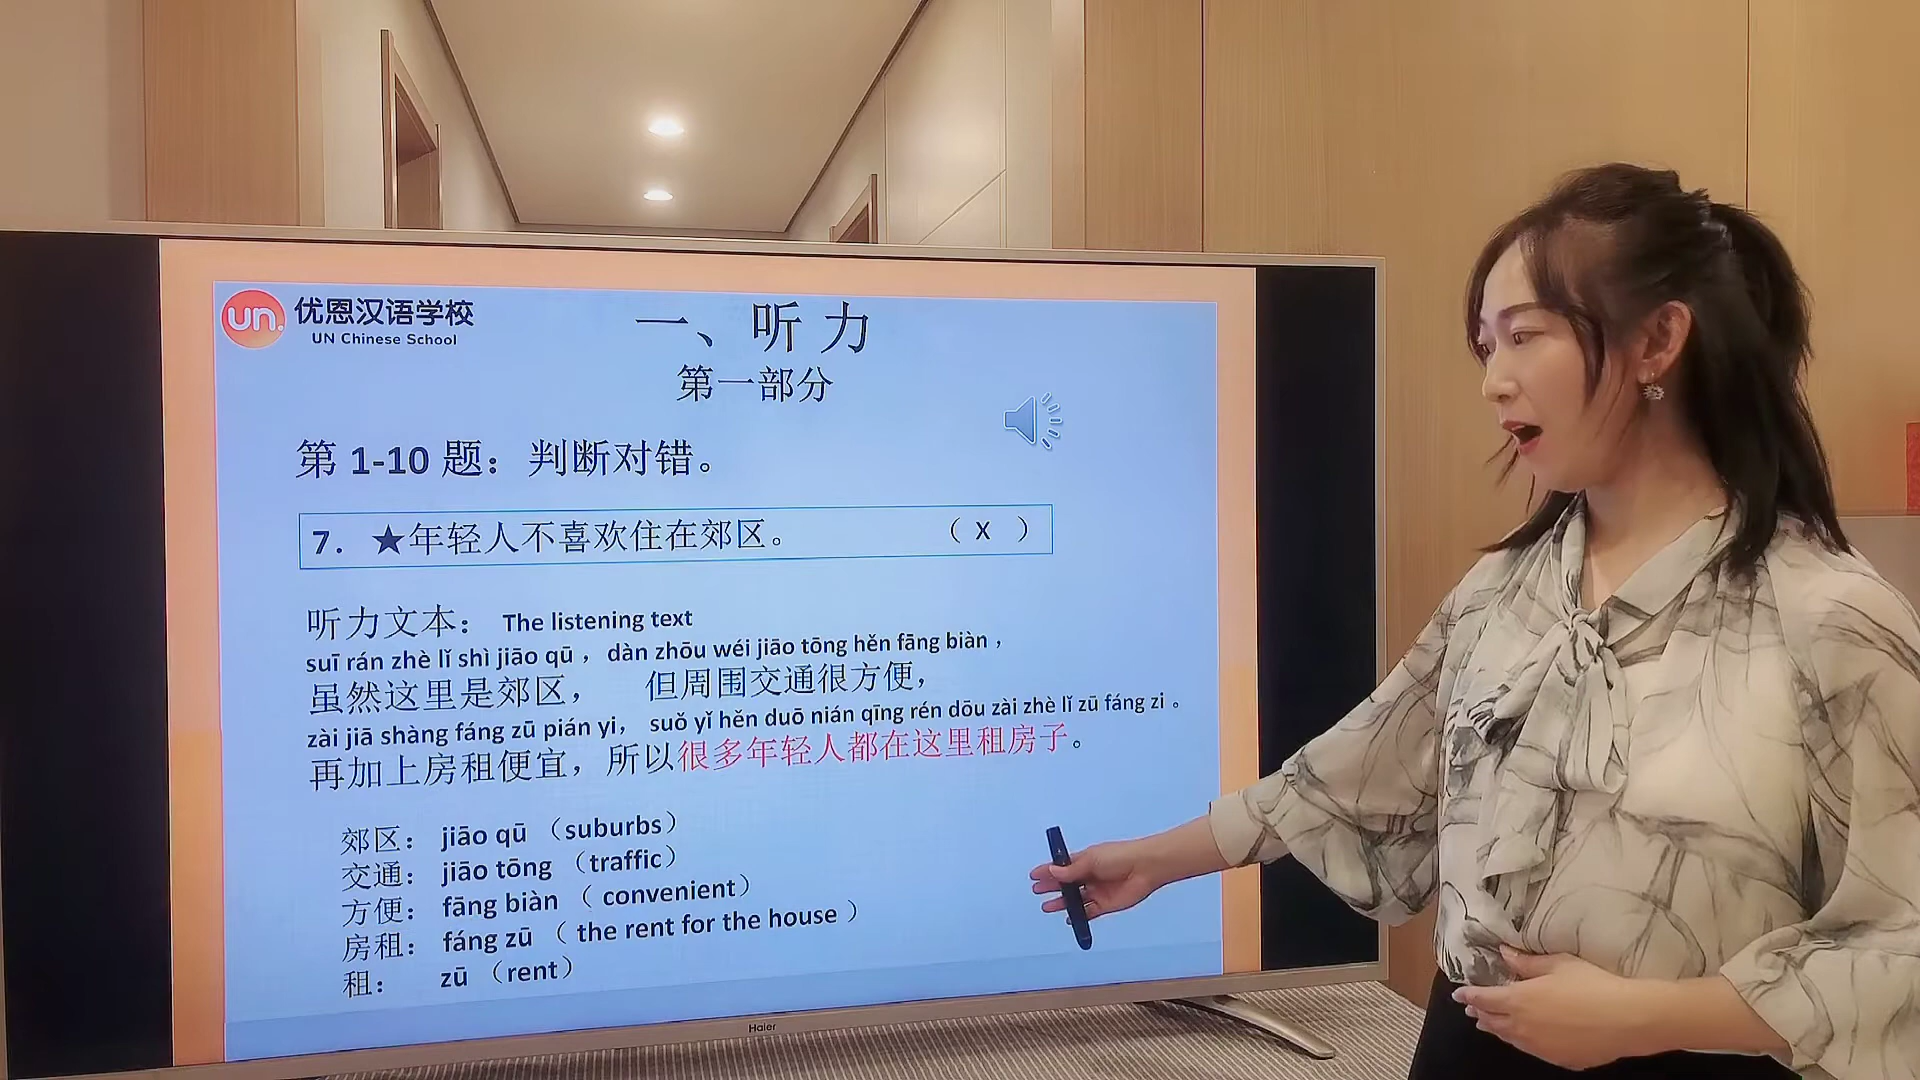 un.
优恩汉语学校
UN Chinese School
一、听力
第一部分
第 1-10 题：判断对错。
7. ★年轻人不喜欢住在郊区。 （ X ）
听力文本： The listening text
suī rán zhè lǐ shì jiāo qū ，dàn zhōu wéi jiāo tōng hěn fāng biàn ，
虽然这里是郊区， 但周围交通很方便，
zài jiā shàng fáng zū pián yi， suǒ yǐ hěn duō nián qīng rén dōu zài zhè lǐ zū fáng zi 。
再加上房租便宜，所以很多年轻人都在这里租房子。
郊区： jiāo qū （suburbs）
交通： jiāo tōng （traffic）
方便： fāng biàn （ convenient）
房租： fáng zū （ the rent for the house ）
租： zū （rent）
Haier